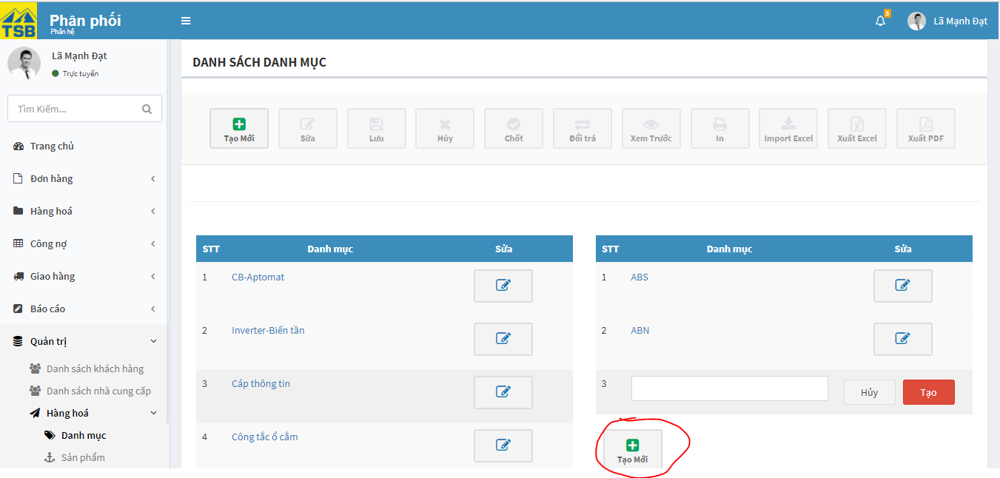 TSB
Phân phối
Phân hệ
5
Lã Mạnh Đạt
Lã Mạnh Đạt
Trực tuyến
Tìm Kiếm...
Trang chủ
Đơn hàng
Hàng hoá
Công nợ
Giao hàng
Báo cáo
Quản trị
Danh sách khách hàng
Danh sách nhà cung cấp
Hàng hoá
Danh mục
Sản phẩm
DANH SÁCH DANH MỤC
Tạo Mới
Sửa
Lưu
Hủy
Chốt
Đổi trả
Xem Trước
In
Import Excel
Xuất Excel
Xuất PDF
STT Danh mục Sửa
1 CB-Aptomat
2 Inverter-Biến tần
3 Cáp thông tin
4 Công tắc ổ cắm
STT Danh mục Sửa
1 ABS
2 ABN
3 Hủy Tạo
Tạo Mới